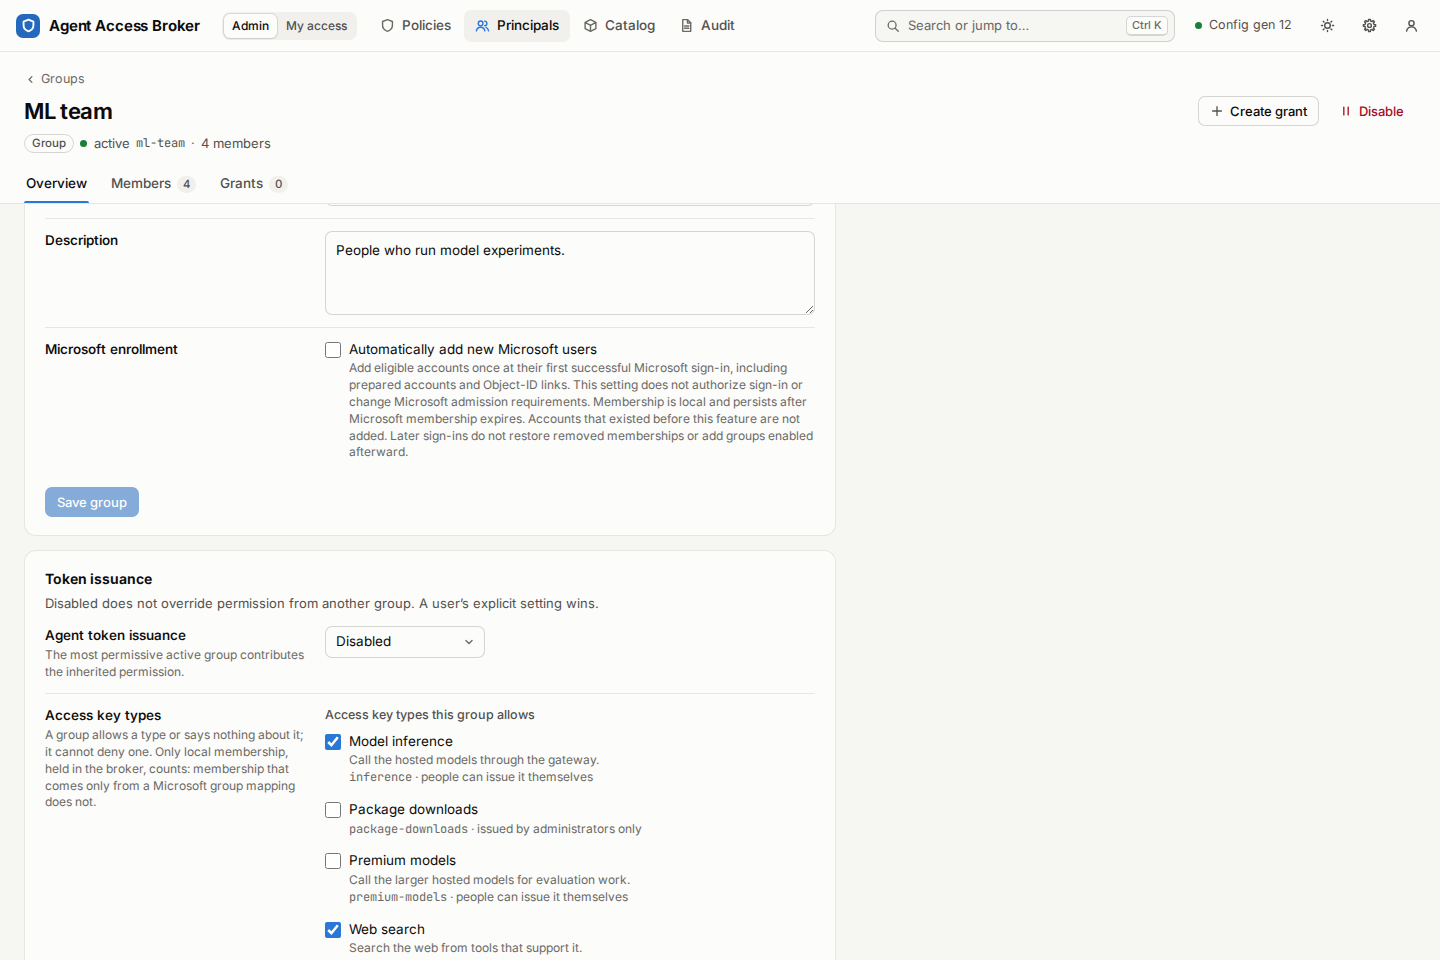 Agent Access Broker
Admin
My access
Policies
Principals
Catalog
Audit
Search or jump to...
Ctrl K
Config gen 12
Groups
ML team
Create grant
Disable
Group
active ml-team · 4 members
Overview
Members 4
Grants 0
Description
People who run model experiments.
Microsoft enrollment
Automatically add new Microsoft users
Add eligible accounts once at their first successful Microsoft sign-in, including
prepared accounts and Object-ID links. This setting does not authorize sign-in or
change Microsoft admission requirements. Membership is local and persists after
Microsoft membership expires. Accounts that existed before this feature are not
added. Later sign-ins do not restore removed memberships or add groups enabled
afterward.
Save group
Token issuance
Disabled does not override permission from another group. A user's explicit setting wins.
Agent token issuance
The most permissive active group contributes
the inherited permission.
Disabled
Access key types
A group allows a type or says nothing about it;
it cannot deny one. Only local membership,
held in the broker, counts: membership that
comes only from a Microsoft group mapping
does not.
Access key types this group allows
Model inference
Call the hosted models through the gateway.
inference · people can issue it themselves
Package downloads
package-downloads · issued by administrators only
Premium models
Call the larger hosted models for evaluation work.
premium-models · people can issue it themselves
Web search
Search the web from tools that support it.